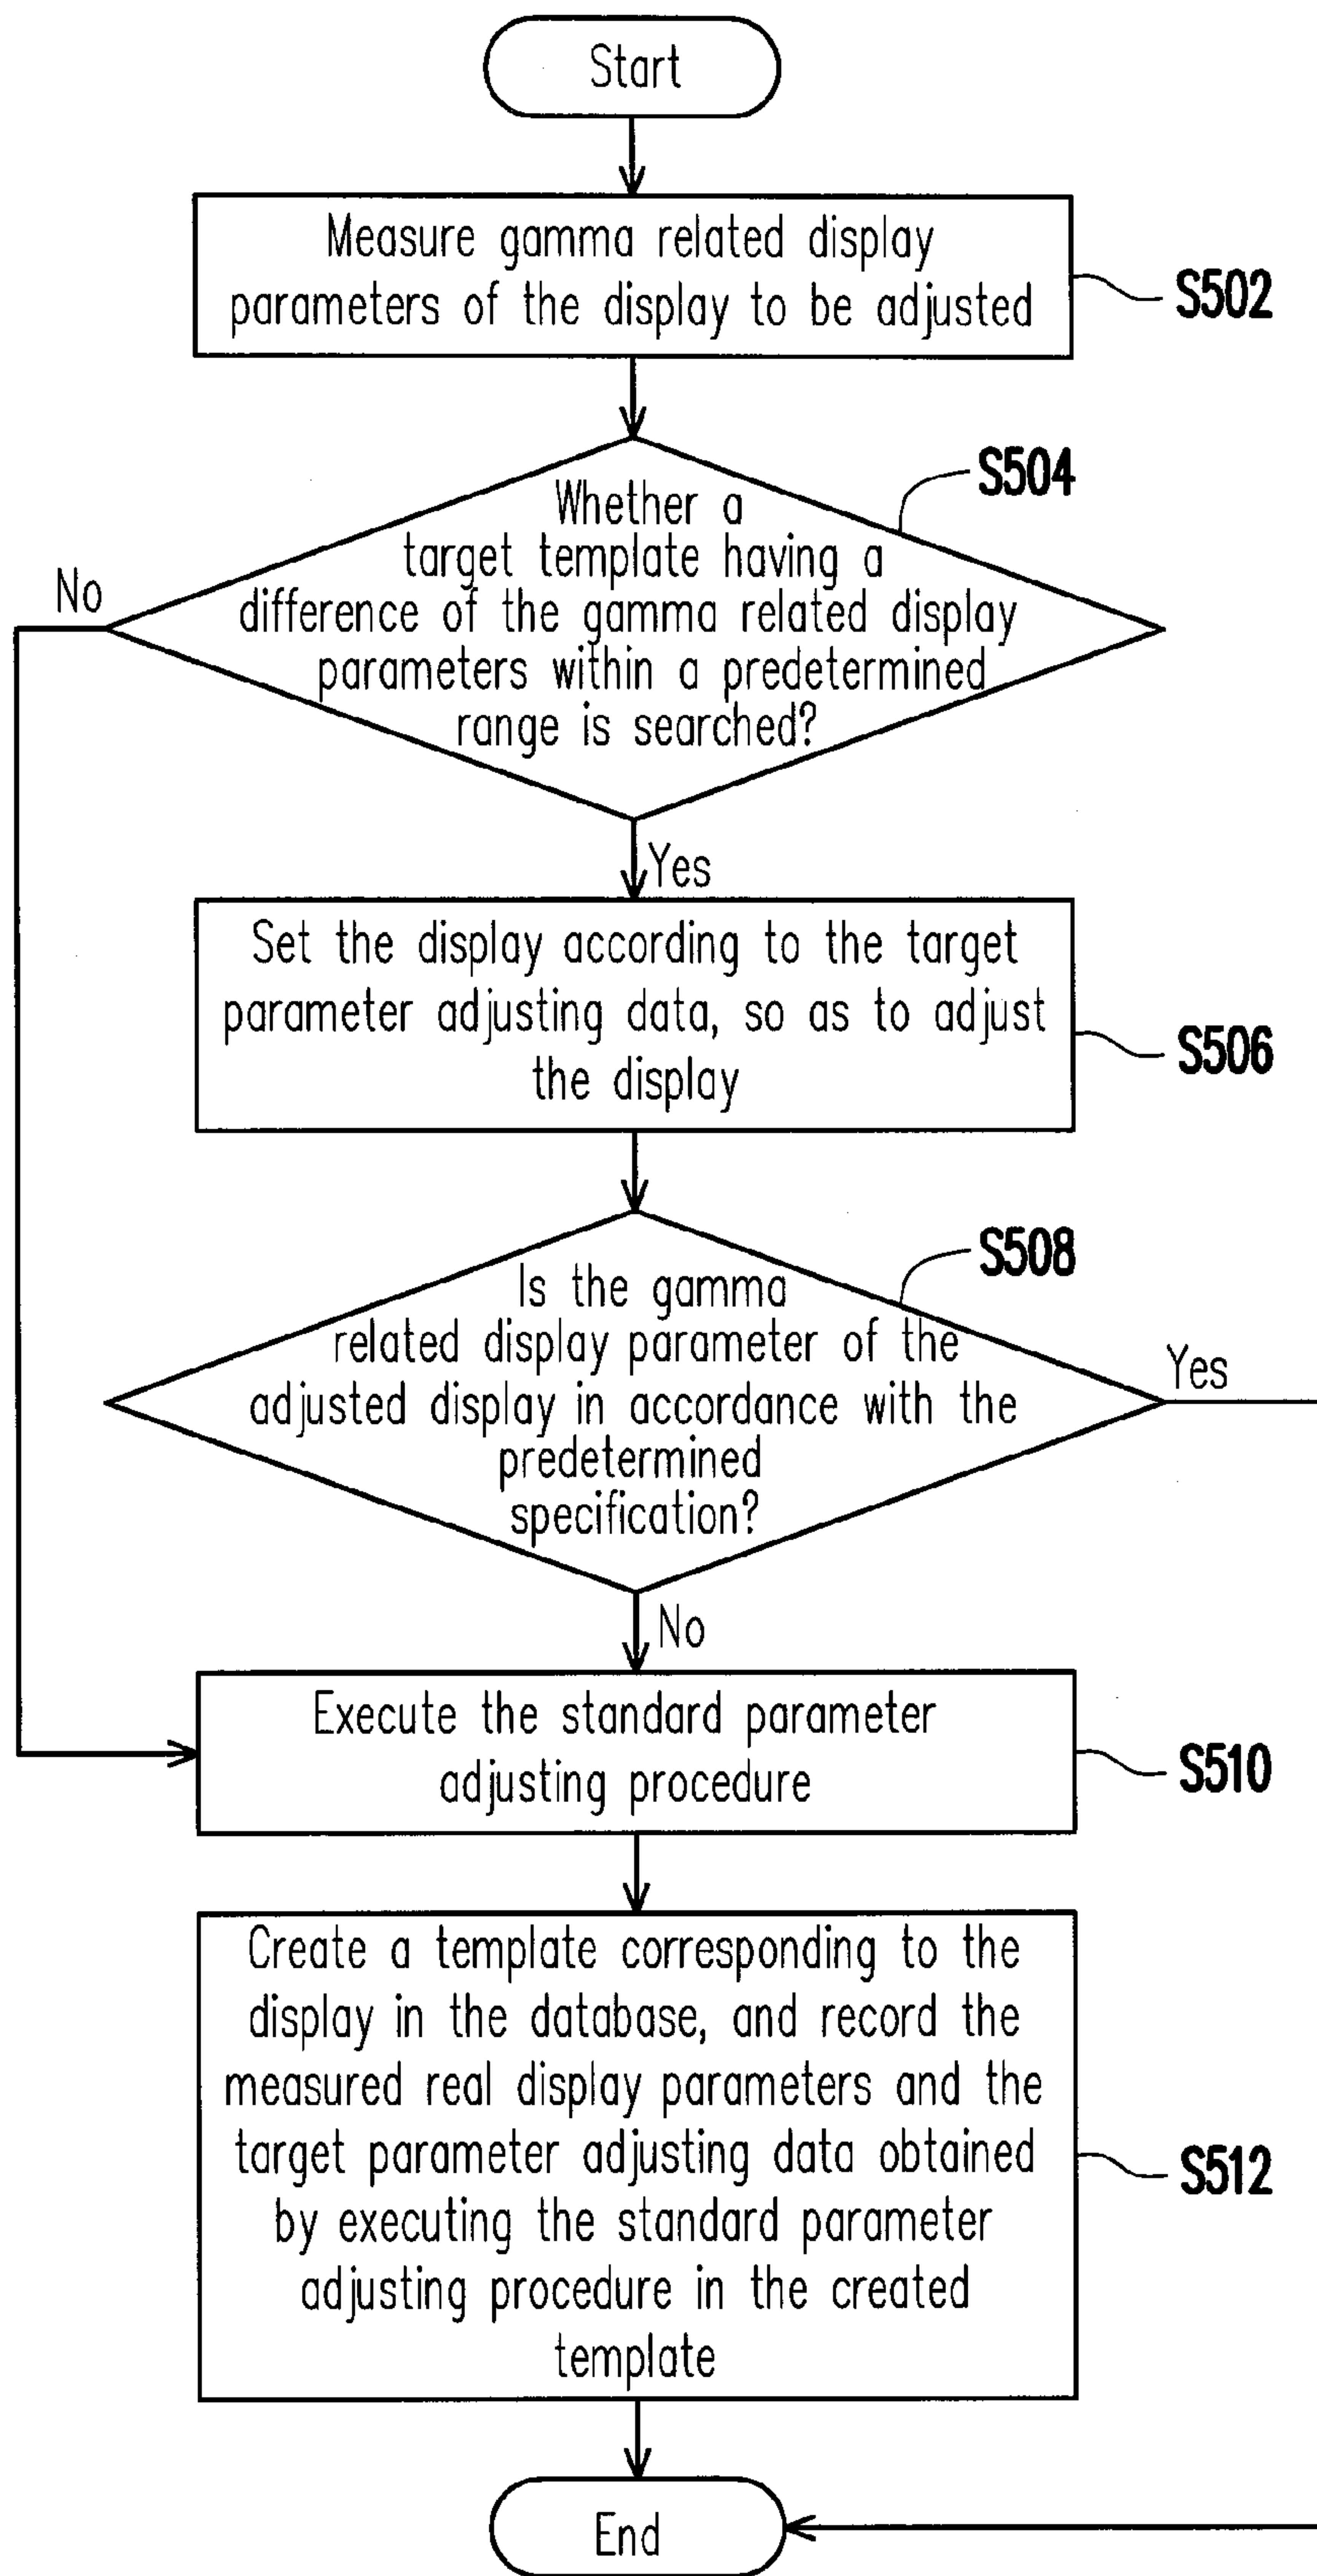 Start
Measure gamma related display
parameters of the display to be adjusted
S502
S504
Whether a
target template having a
difference of the gamma related display
parameters within a predetermined
range is searched?
No
Yes
Set the display according to the target
parameter adjusting data, so as to adjust
the display
S506
S508
Is the gamma
related display parameter of the
adjusted display in accordance with the
predetermined
specification?
Yes
No
Execute the standard parameter
adjusting procedure
S510
Create a template corresponding to the
display in the database, and record the
measured real display parameters and the
target parameter adjusting data obtained
by executing the standard parameter
adjusting procedure in the created
template
S512
End